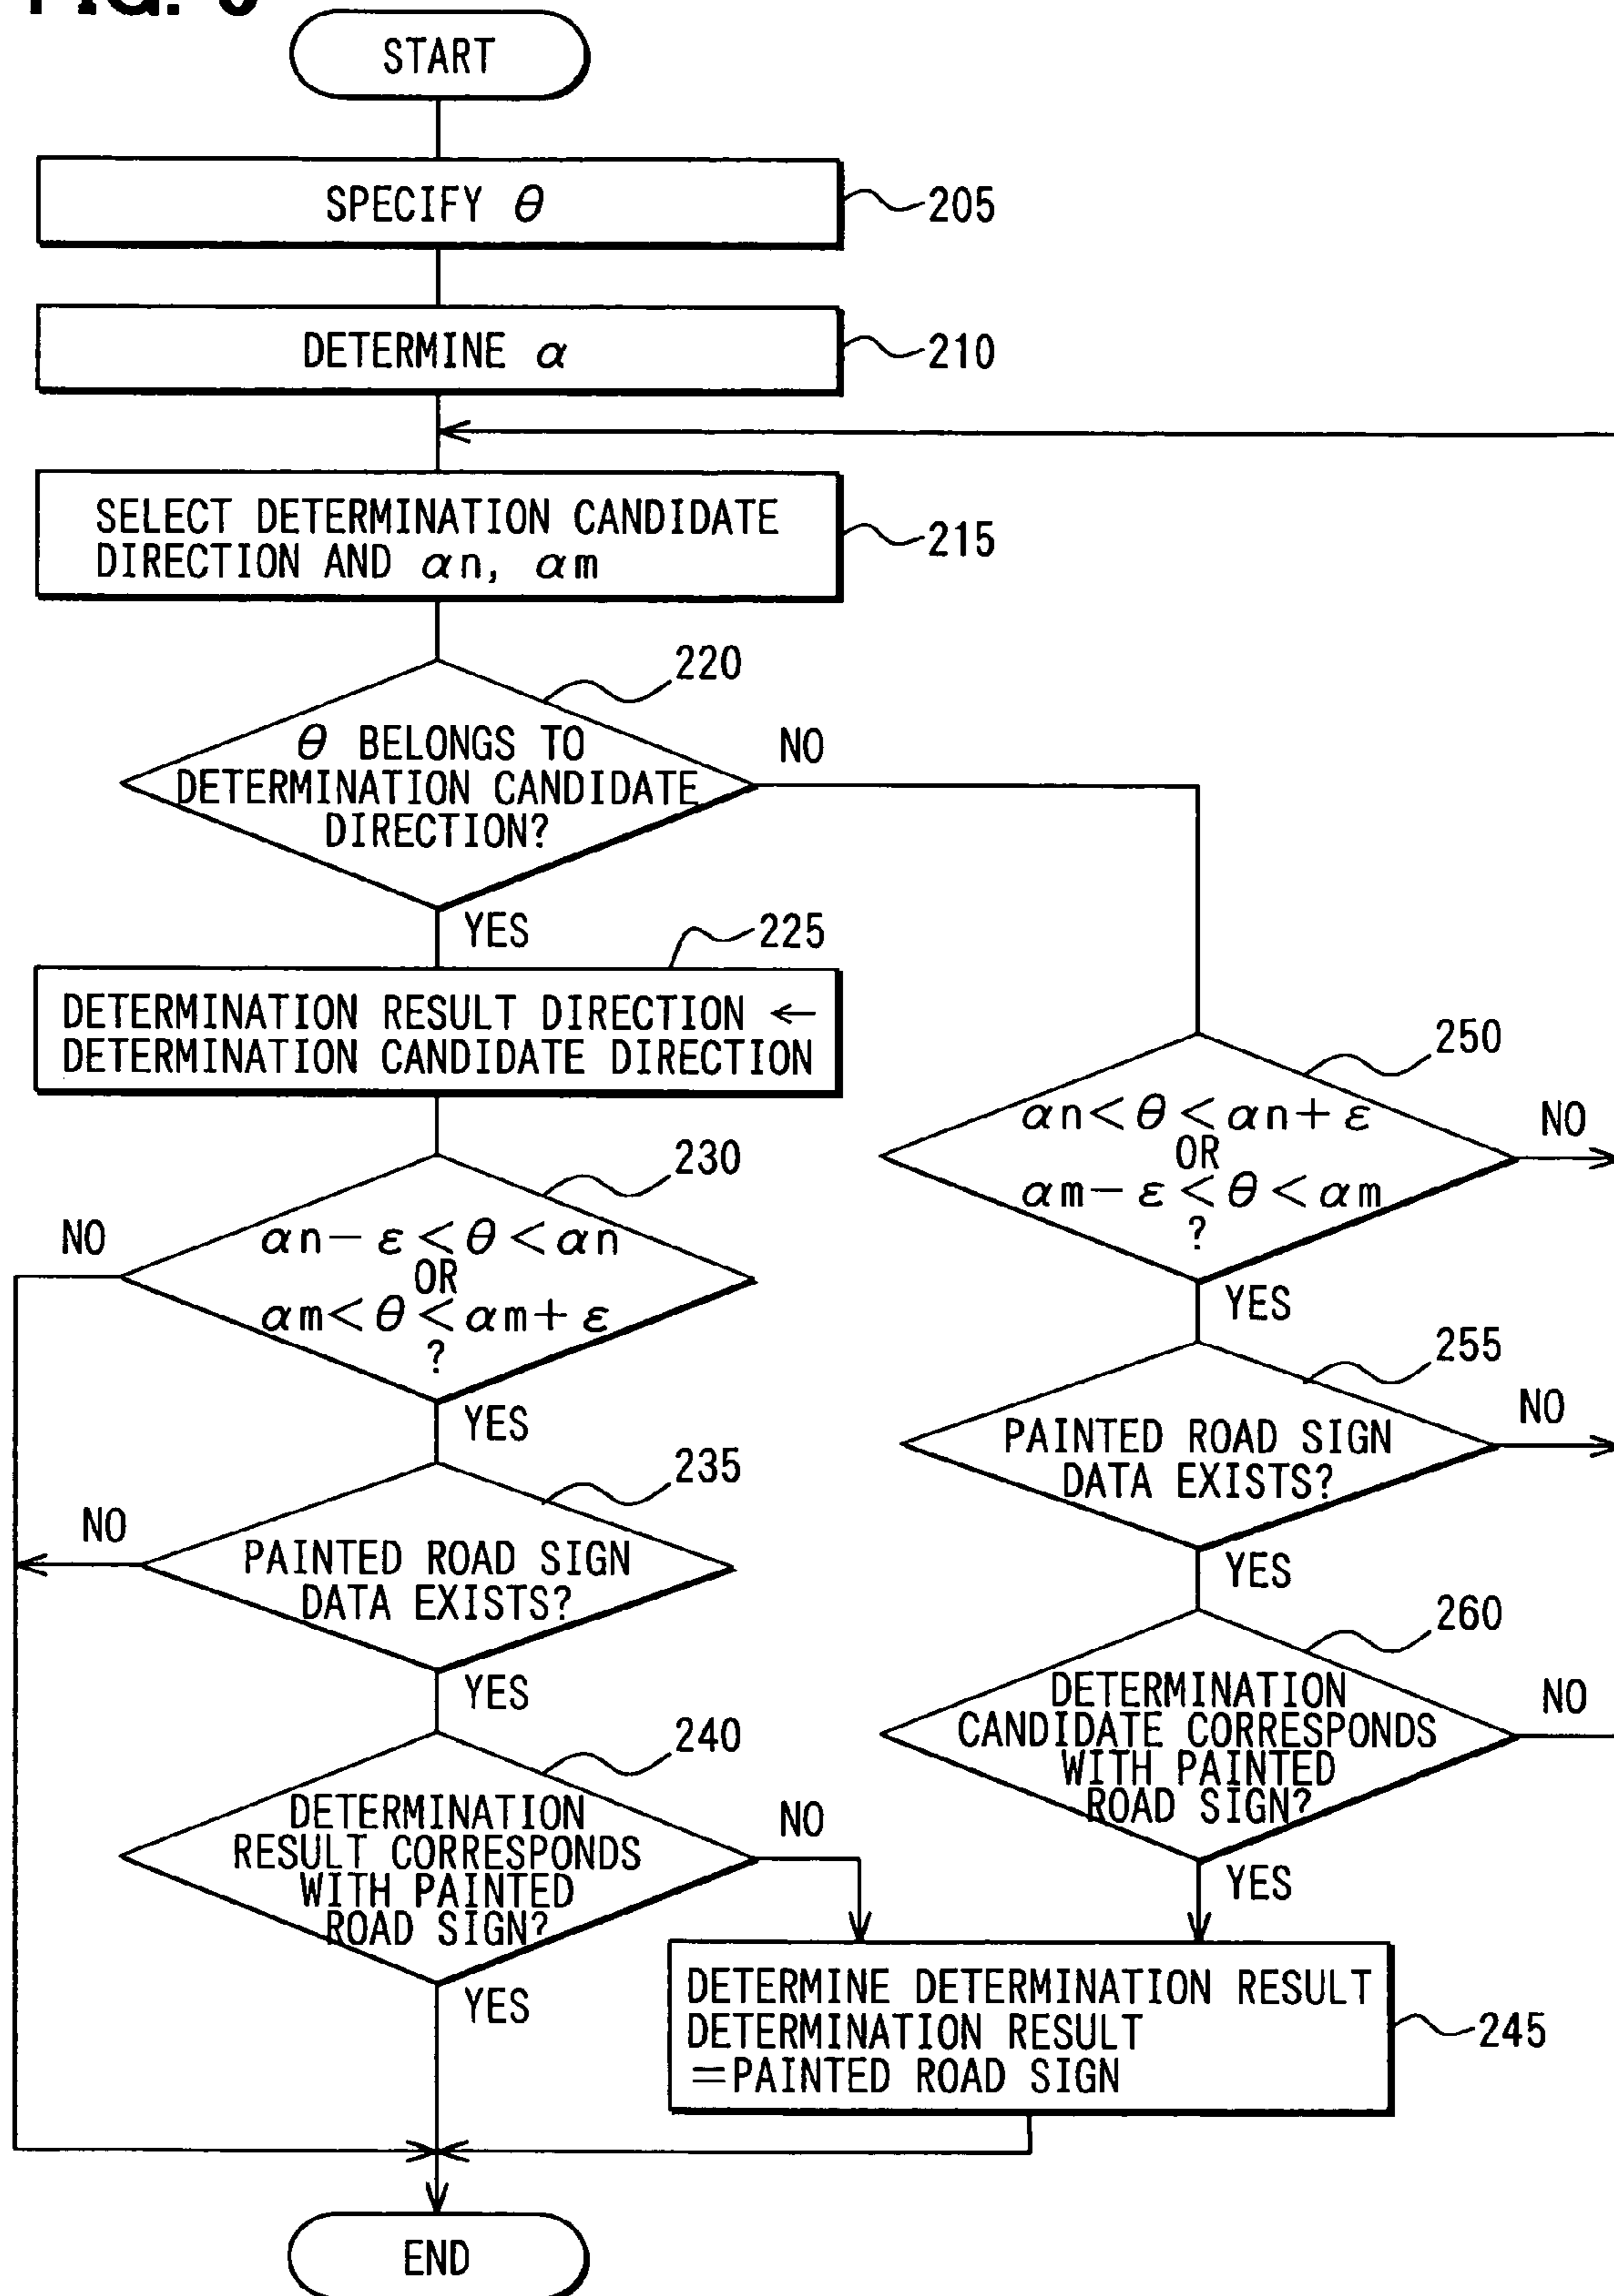 START
SPECIFY θ
205
DETERMINE α
210
SELECT DETERMINATION CANDIDATE
DIRECTION AND αn, αm
215
220
θ BELONGS TO
DETERMINATION CANDIDATE
DIRECTION?
NO
YES
225
DETERMINATION RESULT DIRECTION ←
DETERMINATION CANDIDATE DIRECTION
230
αn－ε＜θ＜αn
OR
αm＜θ＜αm＋ε
?
NO
YES
235
PAINTED ROAD SIGN
DATA EXISTS?
NO
YES
240
DETERMINATION
RESULT CORRESPONDS
WITH PAINTED
ROAD SIGN?
NO
YES
250
αn＜θ＜αn＋ε
OR
αm－ε＜θ＜αm
?
NO
YES
255
PAINTED ROAD SIGN
DATA EXISTS?
NO
YES
260
DETERMINATION
CANDIDATE CORRESPONDS
WITH PAINTED
ROAD SIGN?
NO
YES
DETERMINE DETERMINATION RESULT
DETERMINATION RESULT
=PAINTED ROAD SIGN
245
END